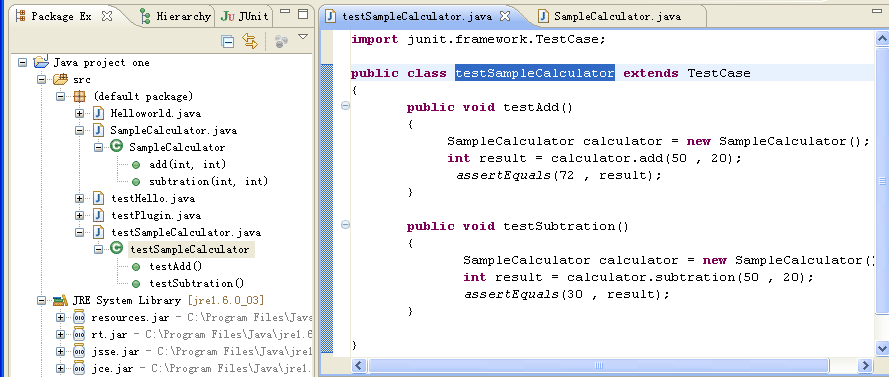 Package Ex
Hierarchy
JUnit
Java project one
src
(default package)
Helloworld.java
SampleCalculator.java
SampleCalculator
add(int, int)
subtration(int, int)
testHello.java
testPlugin.java
testSampleCalculator.java
testSampleCalculator
testAdd()
testSubtration()
JRE System Library [jre1.6.0_03]
resources.jar - C:\Program Files\Java
rt.jar - C:\Program Files\Java\jre1.6
jsse.jar - C:\Program Files\Java\jre1
jce.jar - C:\Program Files\Java\jre1.
testSampleCalculator.java
SampleCalculator.java
import junit.framework.TestCase;
public class testSampleCalculator extends TestCase
{
public void testAdd()
{
SampleCalculator calculator = new SampleCalculator();
int result = calculator.add(50 , 20);
assertEquals(72 , result);
}
public void testSubtration()
{
SampleCalculator calculator = new SampleCalculator()
int result = calculator.subtration(50 , 20);
assertEquals(30 , result);
}
}